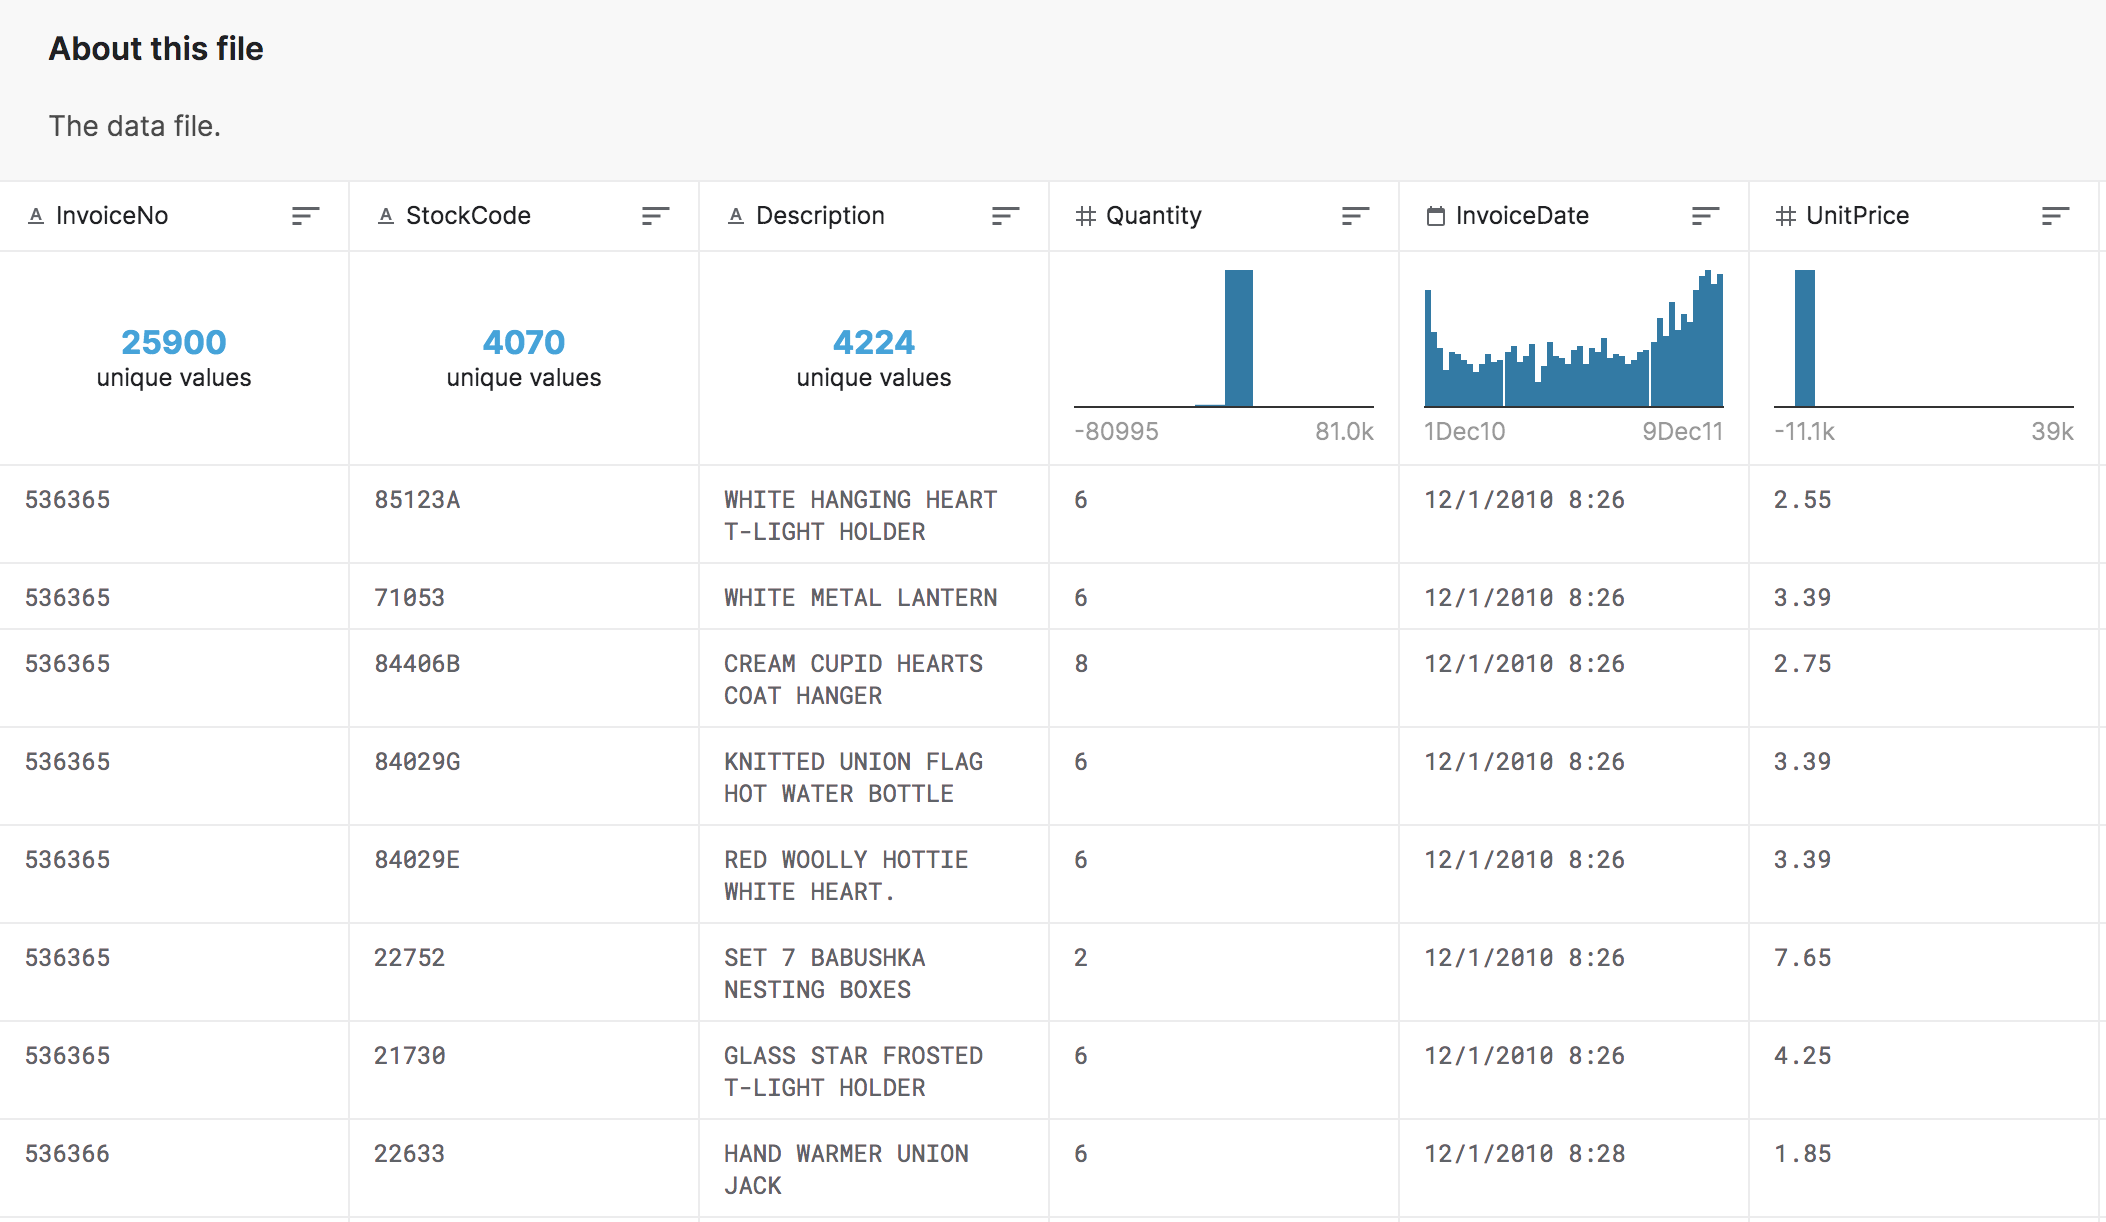 About this file
The data file.
A InvoiceNo A StockCode A Description # Quantity InvoiceDate # UnitPrice
25900 4070 4224
unique values unique values unique values
-80995 81.0k 1Dec10 9Dec11 -11.1k 39k
536365 85123A WHITE HANGING HEART 6 12/1/2010 8:26 2.55
T-LIGHT HOLDER
536365 71053 WHITE METAL LANTERN 6 12/1/2010 8:26 3.39
536365 84406B CREAM CUPID HEARTS 8 12/1/2010 8:26 2.75
COAT HANGER
536365 84029G KNITTED UNION FLAG 6 12/1/2010 8:26 3.39
HOT WATER BOTTLE
536365 84029E RED WOOLLY HOTTIE 6 12/1/2010 8:26 3.39
WHITE HEART.
536365 22752 SET 7 BABUSHKA 2 12/1/2010 8:26 7.65
NESTING BOXES
536365 21730 GLASS STAR FROSTED 6 12/1/2010 8:26 4.25
T-LIGHT HOLDER
536366 22633 HAND WARMER UNION 6 12/1/2010 8:28 1.85
JACK